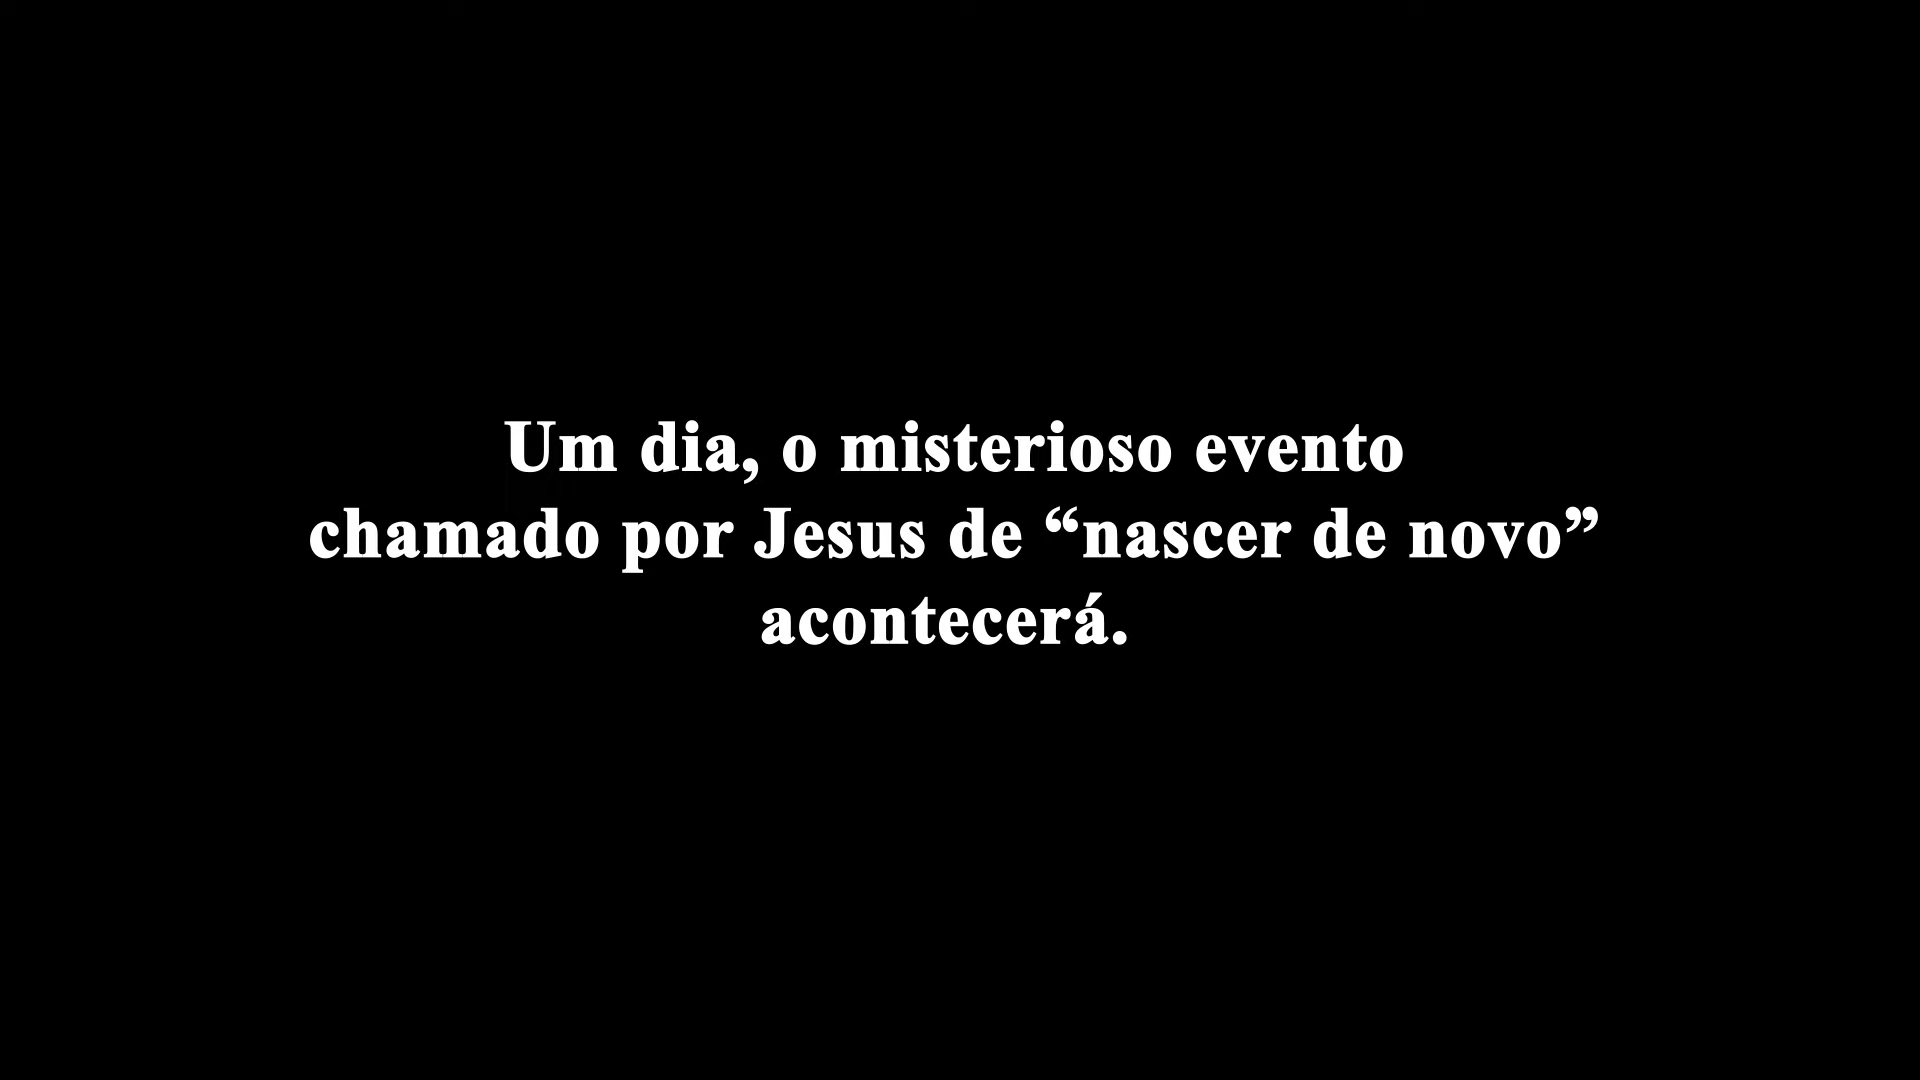 Um dia, o misterioso evento
chamado por Jesus de “nascer de novo”
acontecerá.